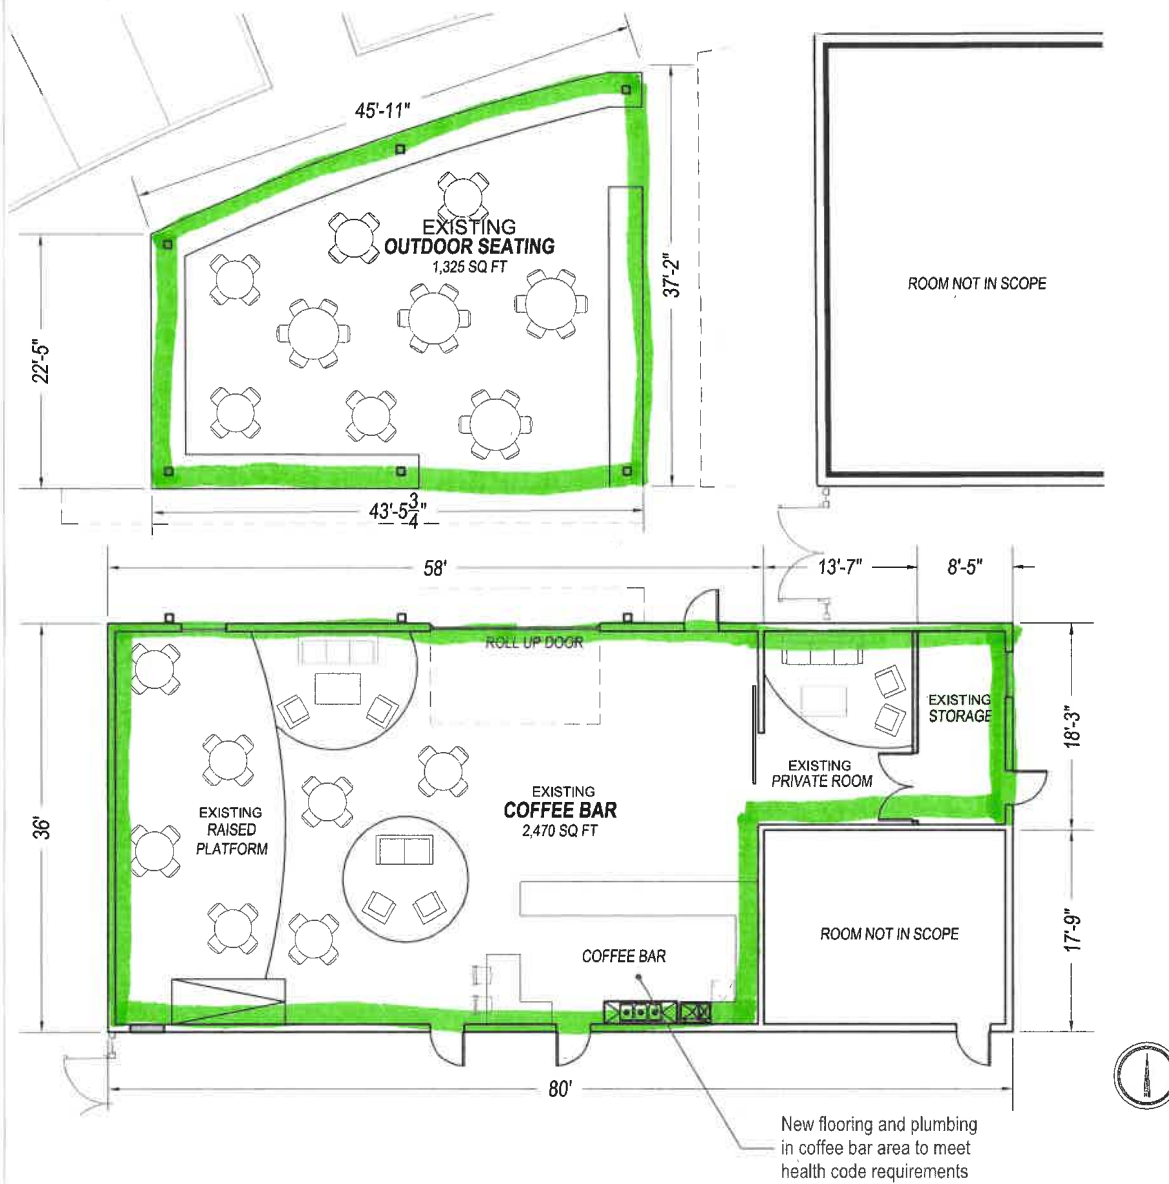 45'-11"
EXISTING
OUTDOOR SEATING
1,325 SQ FT
37'-2"
22'-5"
43'-5 3/4"
ROOM NOT IN SCOPE
58'
13'-7"
8'-5"
ROLL UP DOOR
EXISTING
STORAGE
18'-3"
EXISTING
PRIVATE ROOM
EXISTING
COFFEE BAR
2,470 SQ FT
EXISTING
RAISED
PLATFORM
36'
ROOM NOT IN SCOPE
17'-9"
COFFEE BAR
80'
New flooring and plumbing
in coffee bar area to meet
health code requirements